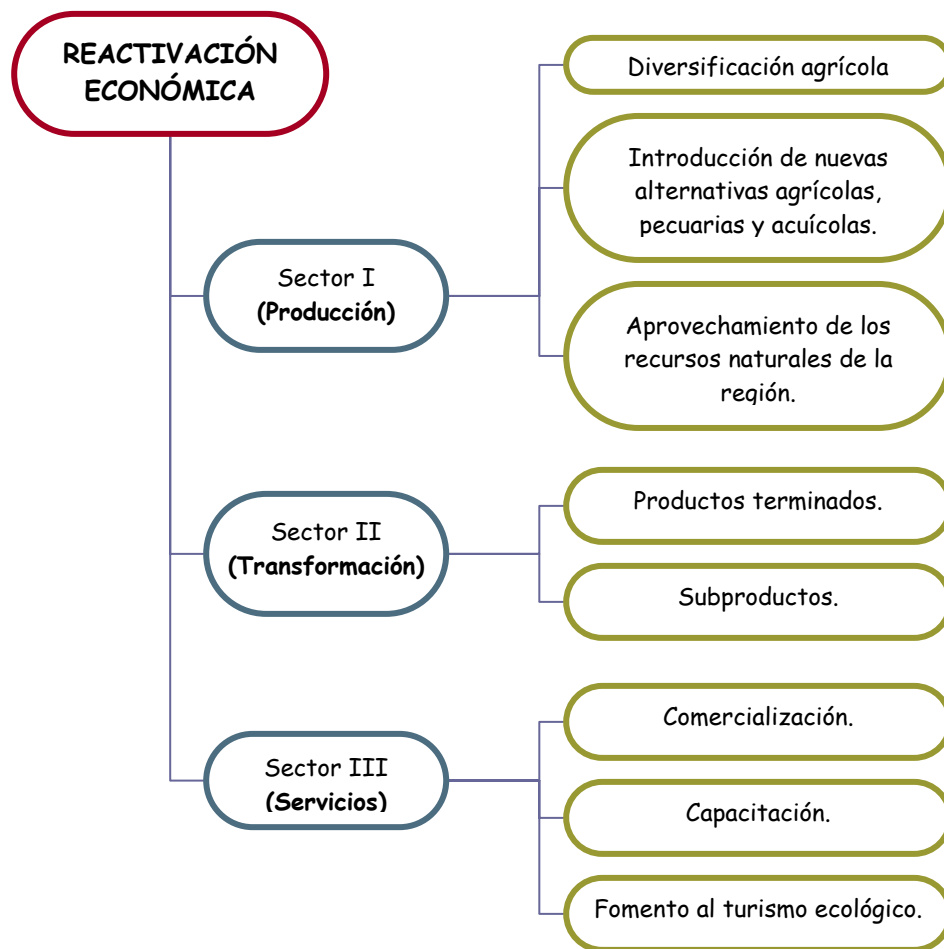 REACTIVACIÓN
ECONÓMICA
Sector I
(Producción)
Diversificación agrícola
Introducción de nuevas
alternativas agrícolas,
pecuarias y acuícolas.
Aprovechamiento de los
recursos naturales de la
región.
Sector II
(Transformación)
Productos terminados.
Subproductos.
Sector III
(Servicios)
Comercialización.
Capacitación.
Fomento al turismo ecológico.